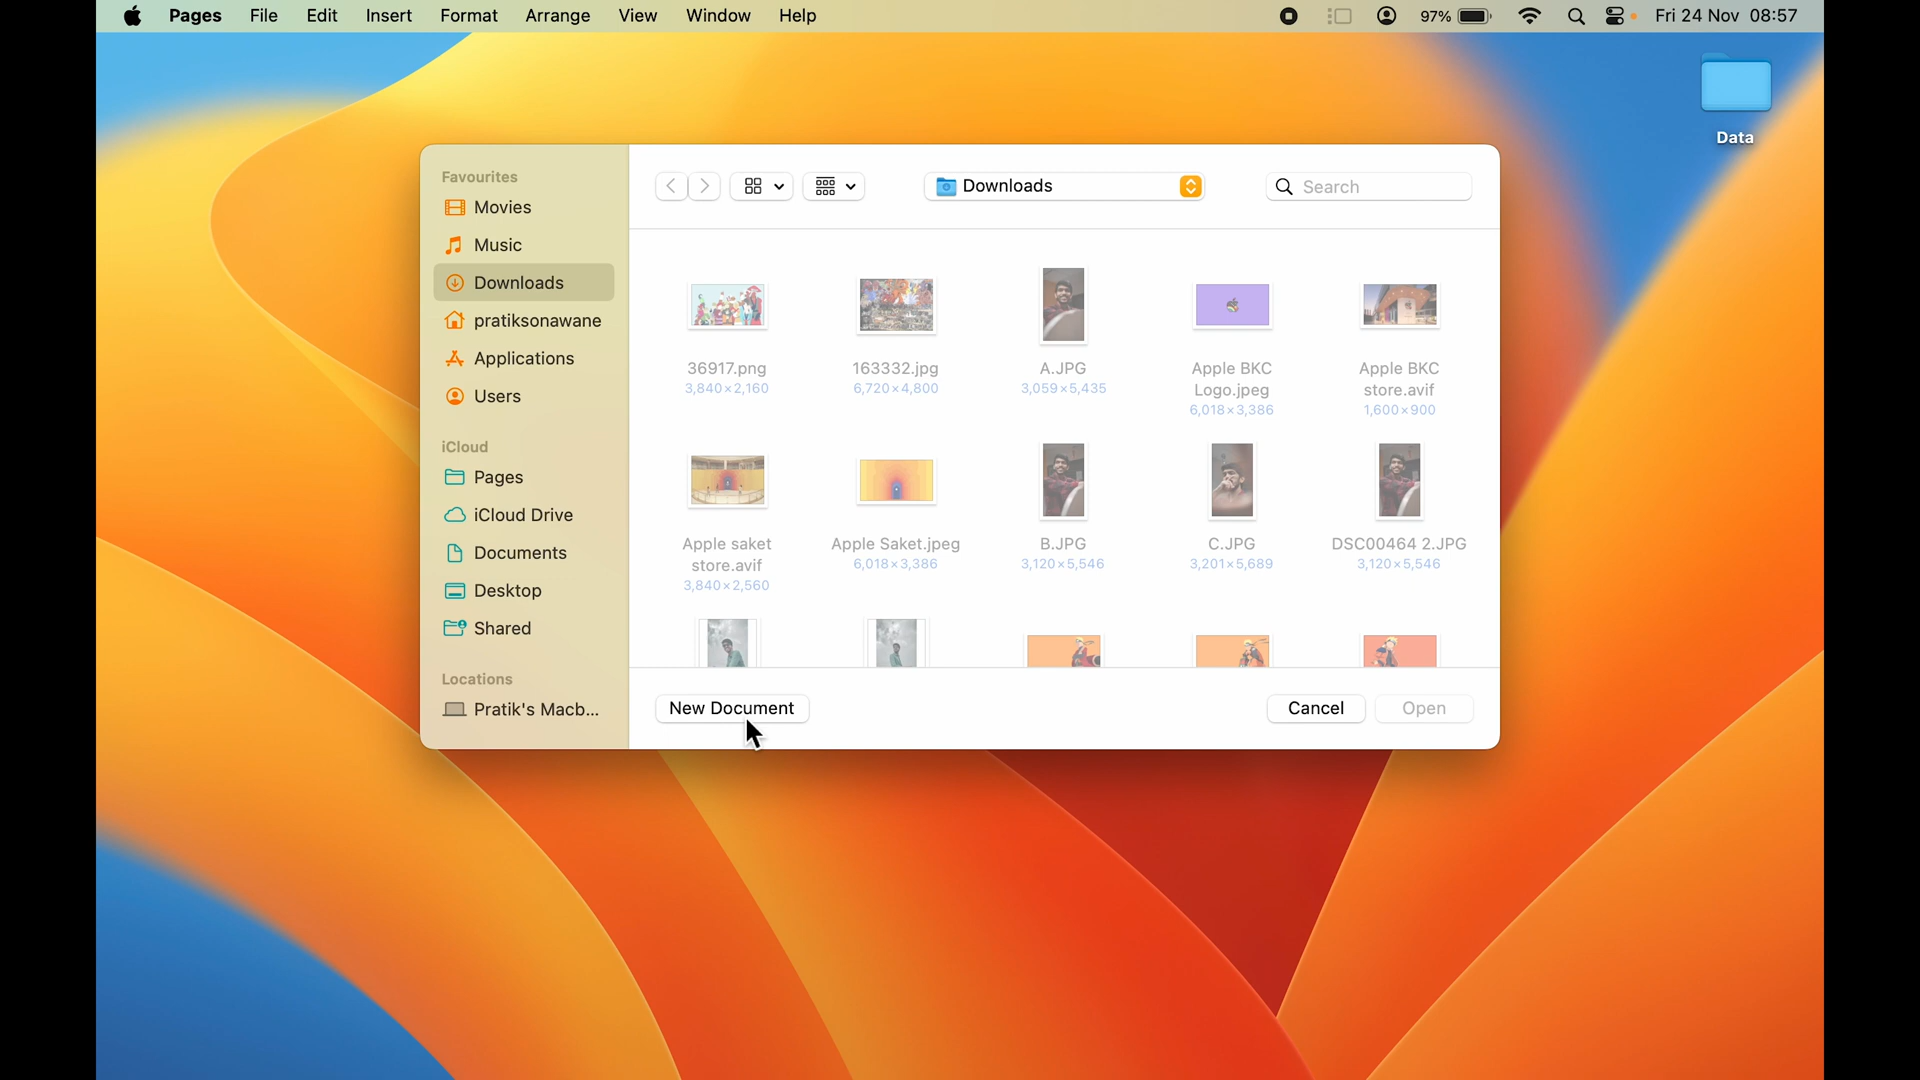 Pages File Edit Insert Format Arrange View Window Help 97% Fri 24 Nov 08:57
Data
Favourites
Movies
Music
Downloads
pratiksonawane
Applications
Users
iCloud
Pages
iCloud Drive
Documents
Desktop
Shared
Locations
Pratik's Macb...
Downloads
Search
36917.png
3,840×2,160
163332.jpg
6,720×4,800
A.JPG
3,059×5,435
Apple BKC
Logo.jpeg
6,018×3,386
Apple BKC
store.avif
1,600×900
Apple saket
store.avif
3,840×2,560
Apple Saket.jpeg
6,018×3,386
B.JPG
3,120×5,546
C.JPG
3,201×5,689
DSC00464 2.JPG
3,120×5,546
New Document
Cancel
Open